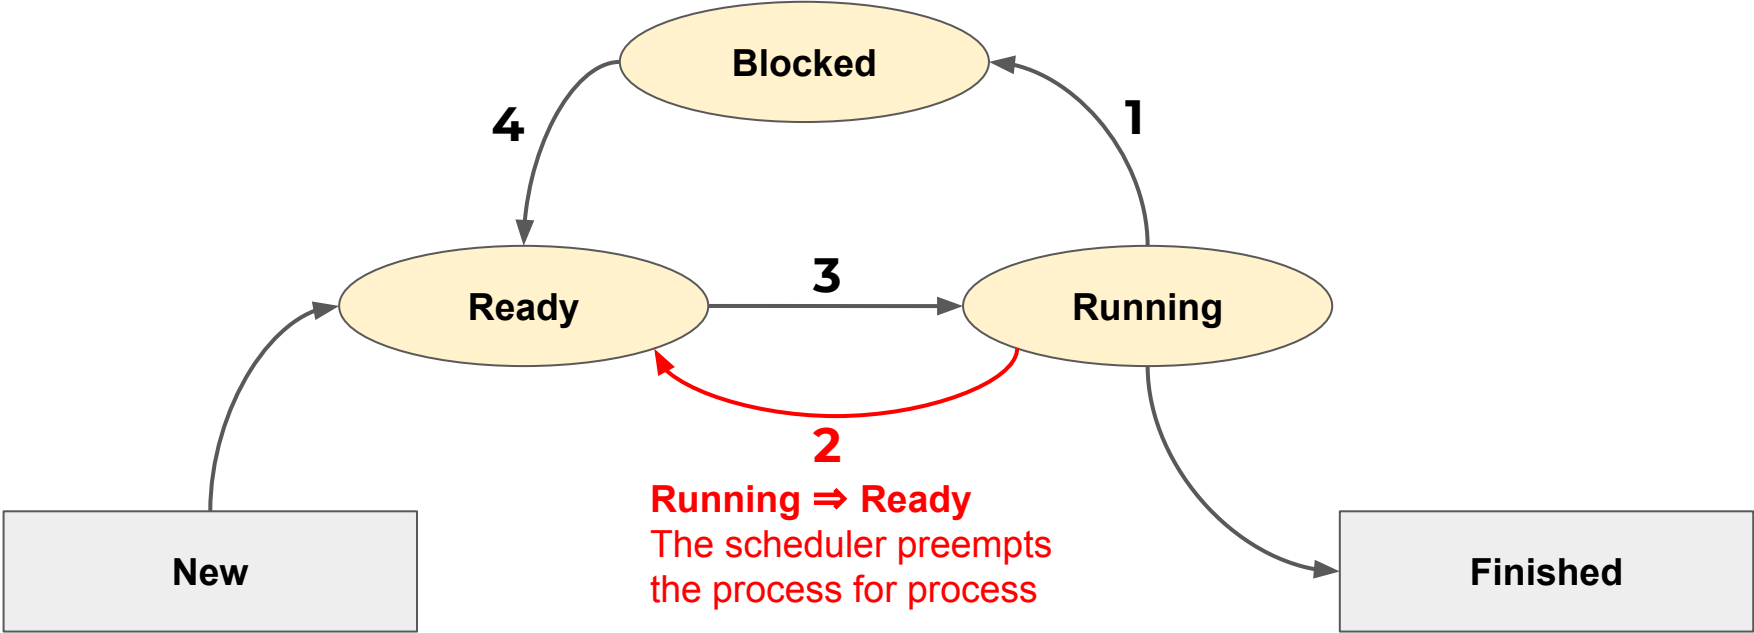 Blocked
4
1
3
Ready
Running
2
Running ⇒ Ready
The scheduler preempts
the process for process
New
Finished